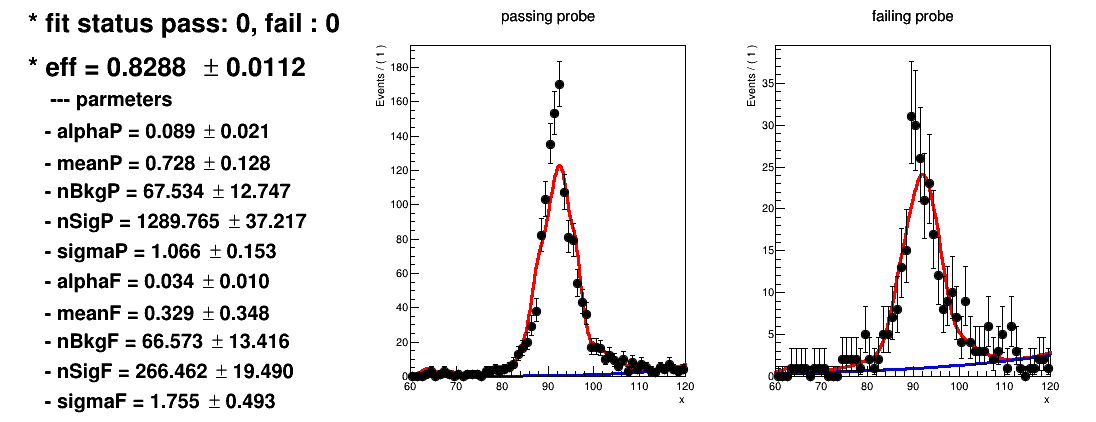 * fit status pass: 0, fail : 0
* eff = 0.8288 ± 0.0112
--- parmeters
- alphaP = 0.089 ± 0.021
- meanP = 0.728 ± 0.128
- nBkgP = 67.534 ± 12.747
- nSigP = 1289.765 ± 37.217
- sigmaP = 1.066 ± 0.153
- alphaF = 0.034 ± 0.010
- meanF = 0.329 ± 0.348
- nBkgF = 66.573 ± 13.416
- nSigF = 266.462 ± 19.490
- sigmaF = 1.755 ± 0.493
passing probe
Events / ( 1 )
180
160
140
120
100
80
60
40
20
0
60 70 80 90 100 110 120
x
failing probe
Events / ( 1 )
35
30
25
20
15
10
5
0
60 70 80 90 100 110 120
x